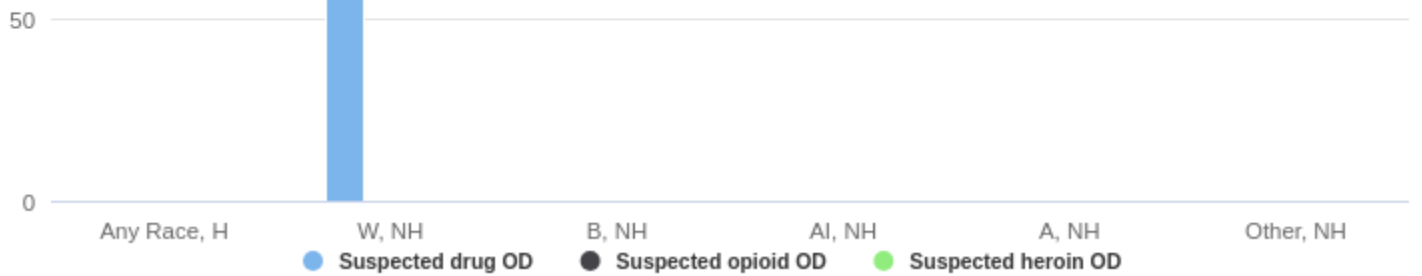 50
0
Any Race, H W, NH B, NH AI, NH A, NH Other, NH
Suspected drug OD Suspected opioid OD Suspected heroin OD